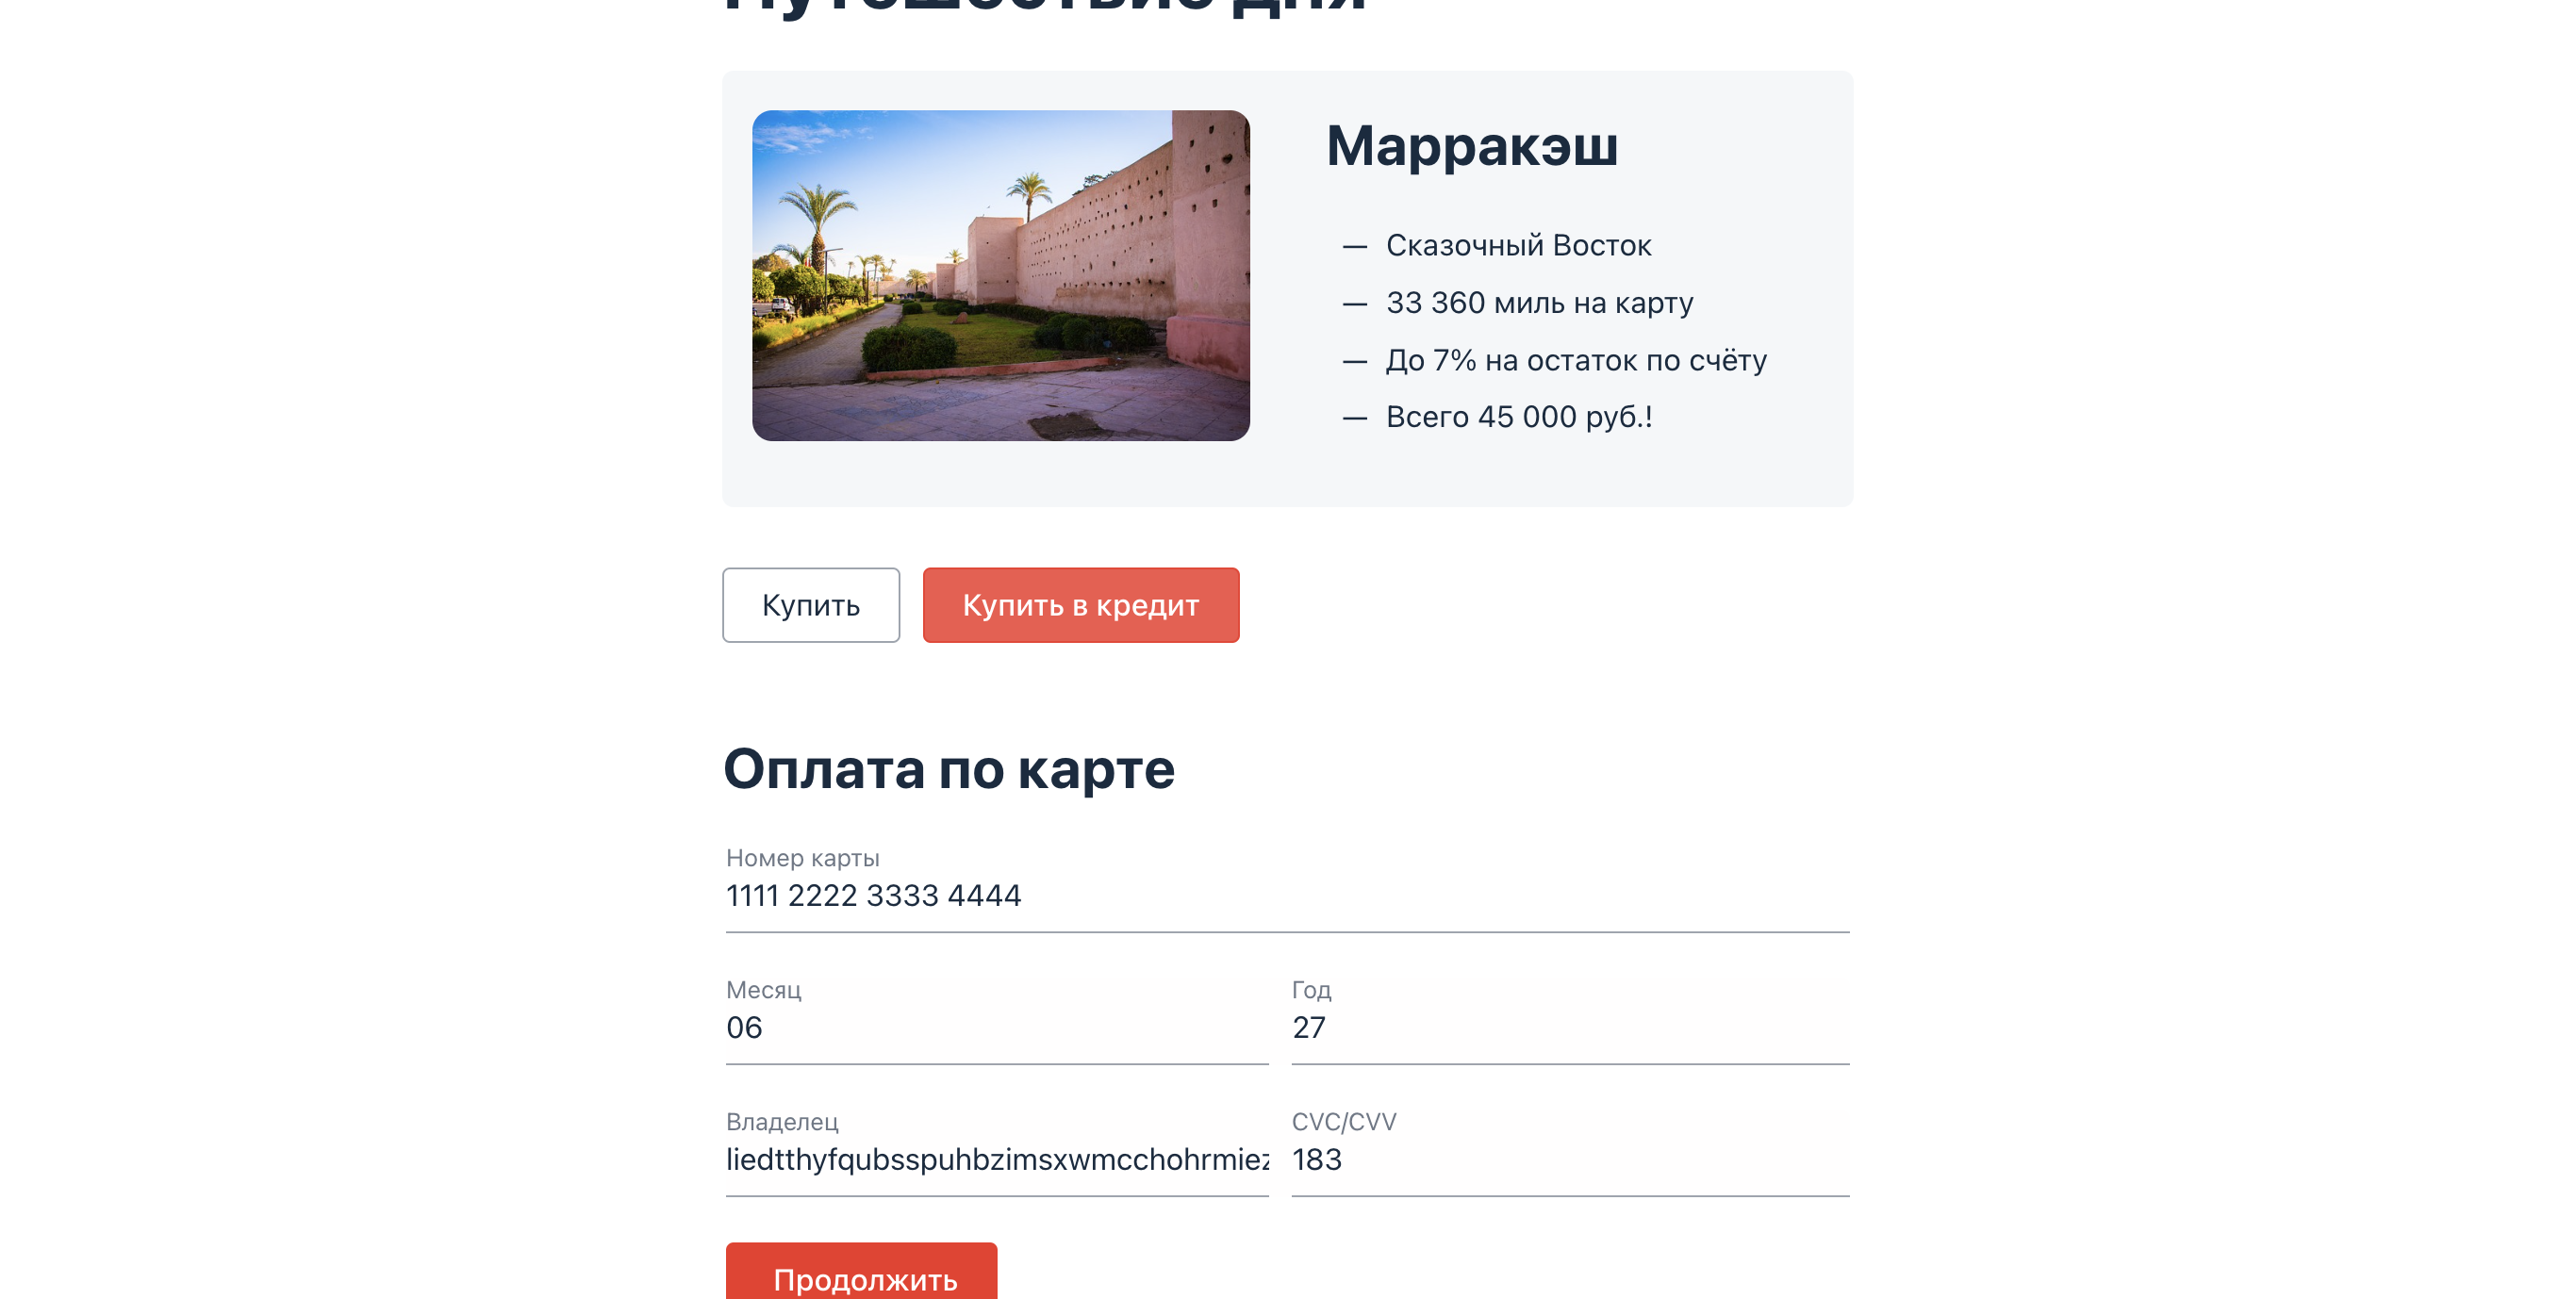 Путешествие дня
Марракэш
— Сказочный Восток
— 33 360 миль на карту
— До 7% на остаток по счёту
— Всего 45 000 руб.!
Купить
Купить в кредит
Оплата по карте
Номер карты
1111 2222 3333 4444
Месяц
Год
06
27
Владелец
CVC/CVV
liedtthyfqubsspuhbzimsxwmcchohrmiez
183
Продолжить